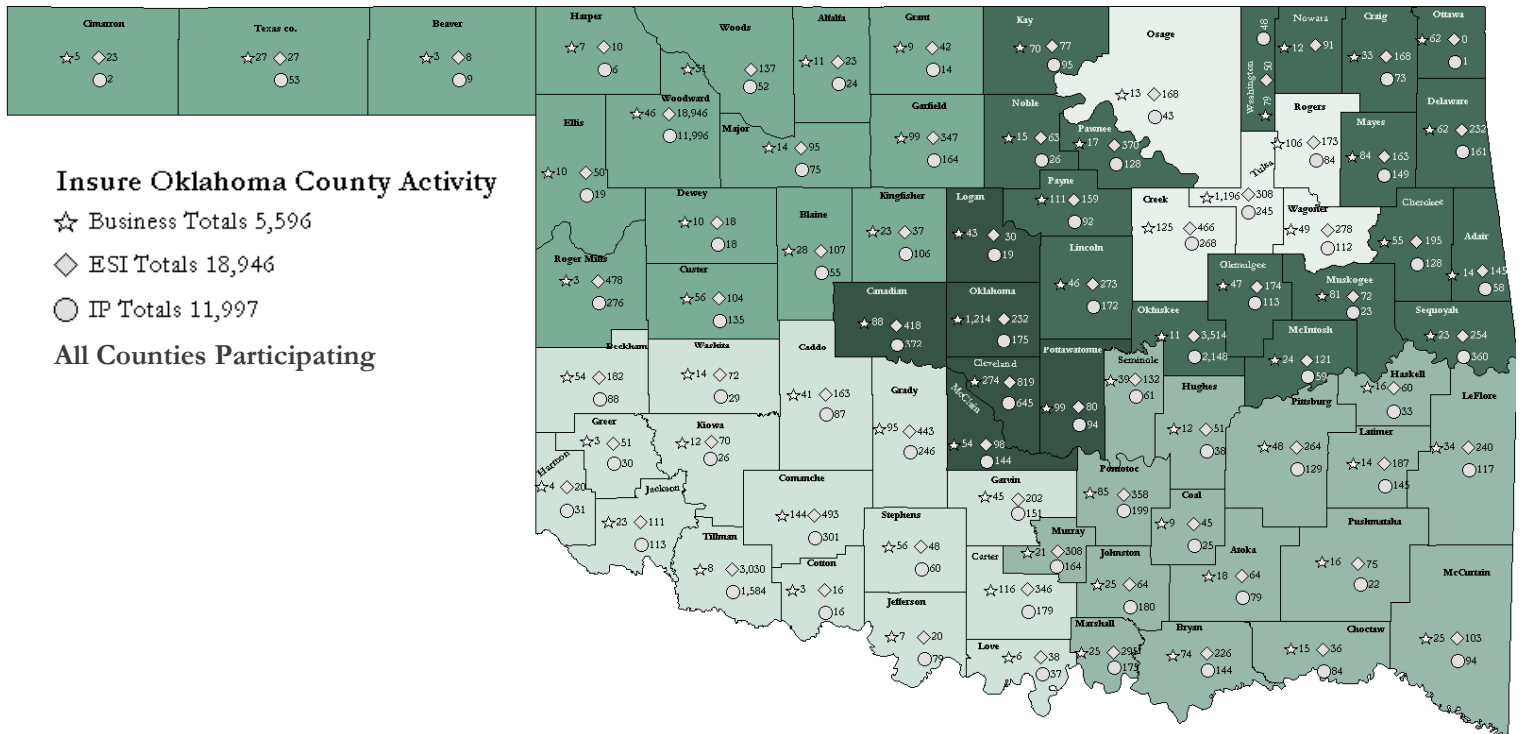 Insure Oklahoma County Activity
Business Totals 5,596
ESI Totals 18,946
IP Totals 11,997
All Counties Participating
Cimarron
5 23
2
Texas co.
27 27
53
Beaver
3 8
9
Harper
7 10
6
Woods
31 137
52
Alfalfa
11 23
24
Grant
9 42
14
Kay
70 77
95
Osage
13 168
43
Washington
79 50 48
Nowata
12 91
Craig
33 168
73
Ottawa
62 0
1
Ellis
10 50
19
Woodward
46 18,946
11,996
Major
14 95
75
Garfield
99 347
164
Noble
15 63
26
Pawnee
17 370
128
Rogers
106 173
84
Mayes
84 163
149
Delaware
62 232
161
Dewey
10 18
18
Blaine
28 107
55
Kingfisher
23 37
106
Logan
43 30
19
Payne
111 159
92
Creek
125 466
268
Tulsa
1,196 308
245
Wagoner
49 278
112
Cherokee
55 195
128
Adair
14 145
58
Roger Mills
3 478
276
Custer
56 104
135
Canadian
88 418
372
Oklahoma
1,214 232
175
Lincoln
46 273
172
Okmulgee
47 174
113
Muskogee
81 72
23
Okfuskee
11 3,514
2,148
McIntosh
24 121
59
Sequoyah
23 254
360
Beckham
54 182
88
Washita
14 72
29
Caddo
41 163
87
Grady
95 443
246
Cleveland
274 819
645
McClain
54 98
144
Pottawatomie
99 80
94
Seminole
39 132
61
Hughes
12 51
38
Pittsburg
48 264
129
Haskell
16 60
33
LeFlore
34 240
117
Latimer
14 187
145
Greer
3 51
30
Kiowa
12 70
26
Harmon
4 20
31
Jackson
23 111
113
Comanche
144 493
301
Tillman
8 3,030
1,584
Cotton
3 16
16
Stephens
56 48
60
Garvin
45 202
151
Murray
21 308
164
Carter
116 346
179
Jefferson
7 20
79
Love
6 38
37
Pontotoc
85 358
199
Coal
9 45
25
Johnston
25 64
180
Atoka
18 64
79
Pushmataha
16 75
22
McCurtain
25 103
94
Marshall
25 295
175
Bryan
74 226
144
Choctaw
15 36
84